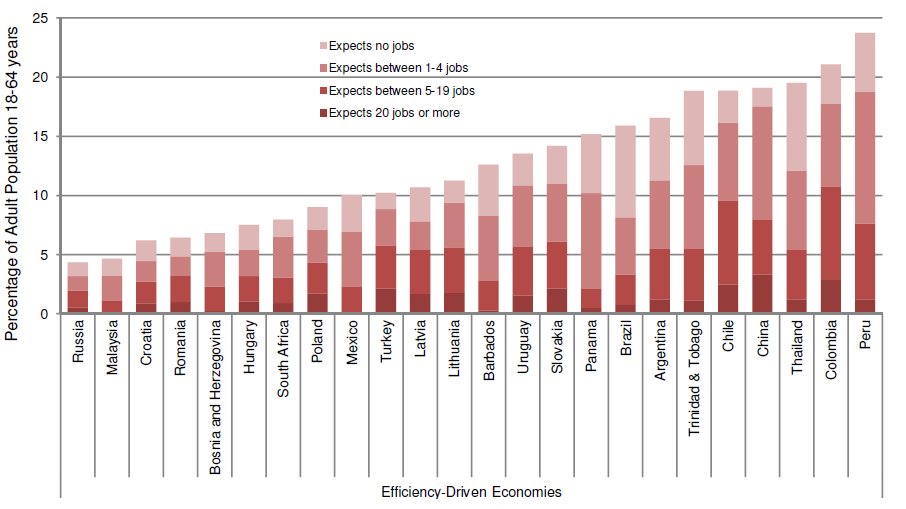 Percentage of Adult Population 18-64 years
25
20
15
10
5
0
Expects no jobs
Expects between 1-4 jobs
Expects between 5-19 jobs
Expects 20 jobs or more
Russia
Malaysia
Croatia
Romania
Bosnia and Herzegovina
Hungary
South Africa
Poland
Mexico
Turkey
Latvia
Lithuania
Barbados
Uruguay
Slovakia
Panama
Brazil
Argentina
Trinidad & Tobago
Chile
China
Thailand
Colombia
Peru
Efficiency-Driven Economies